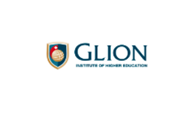 GLION
INSTITUTE OF HIGHER EDUCATION